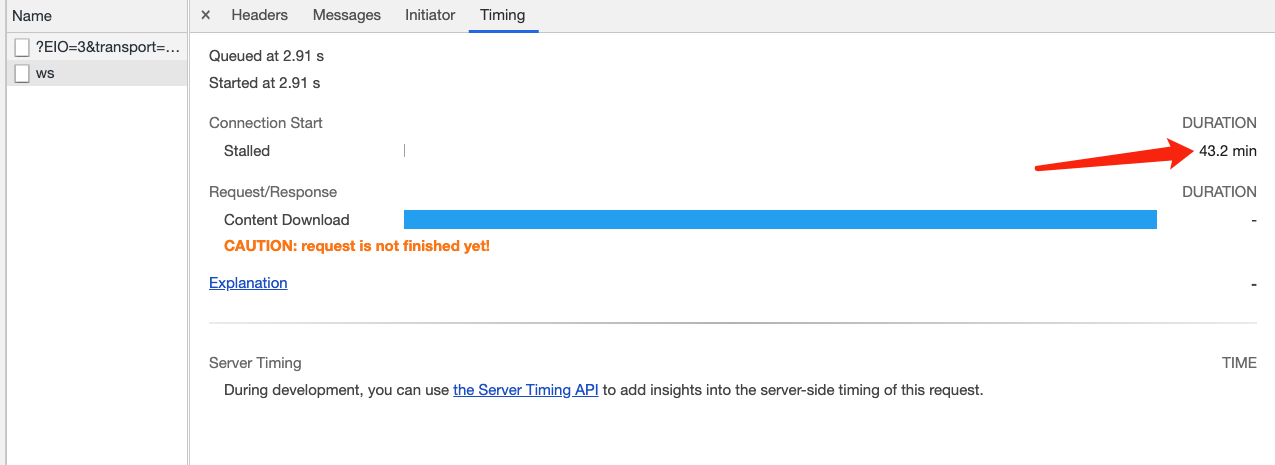 Name
× Headers Messages Initiator Timing
?EIO=3&transport=…
ws
Queued at 2.91 s
Started at 2.91 s
Connection Start DURATION
Stalled 43.2 min
Request/Response DURATION
Content Download -
CAUTION: request is not finished yet!
Explanation -
Server Timing TIME
During development, you can use the Server Timing API to add insights into the server-side timing of this request.